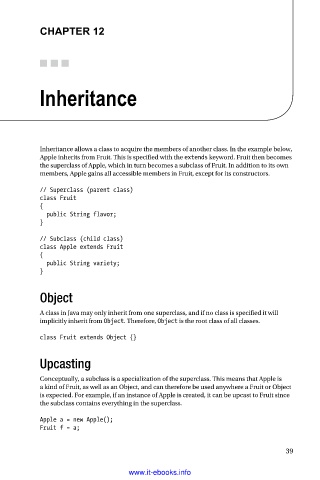 CHAPTER 12
Inheritance
Inheritance allows a class to acquire the members of another class. In the example below,
Apple inherits from Fruit. This is specified with the extends keyword. Fruit then becomes
the superclass of Apple, which in turn becomes a subclass of Fruit. In addition to its own
members, Apple gains all accessible members in Fruit, except for its constructors.
// Superclass (parent class)
class Fruit
{
public String flavor;
}
// Subclass (child class)
class Apple extends Fruit
{
public String variety;
}
Object
A class in Java may only inherit from one superclass, and if no class is specified it will
implicitly inherit from Object. Therefore, Object is the root class of all classes.
class Fruit extends Object {}
Upcasting
Conceptually, a subclass is a specialization of the superclass. This means that Apple is
a kind of Fruit, as well as an Object, and can therefore be used anywhere a Fruit or Object
is expected. For example, if an instance of Apple is created, it can be upcast to Fruit since
the subclass contains everything in the superclass.
Apple a = new Apple();
Fruit f = a;
39
www.it-ebooks.info